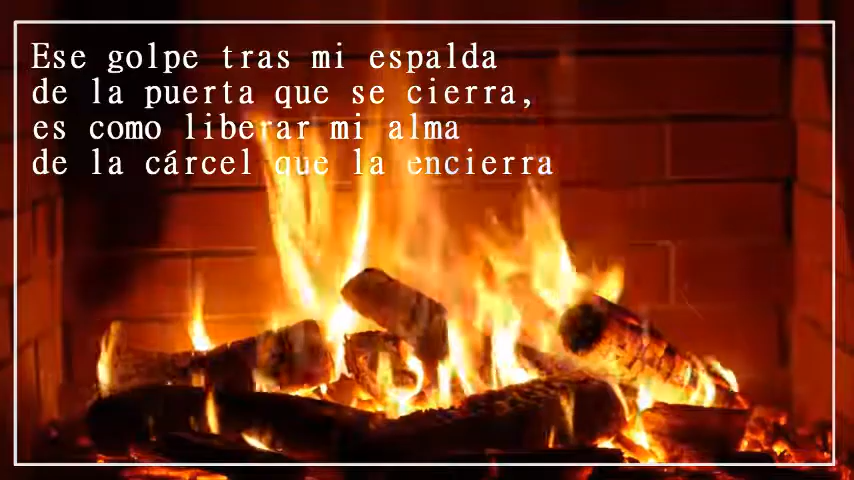 Ese golpe tras mi espalda
de la puerta que se cierra,
es como liberar mi alma
de la cárcel que la encierra